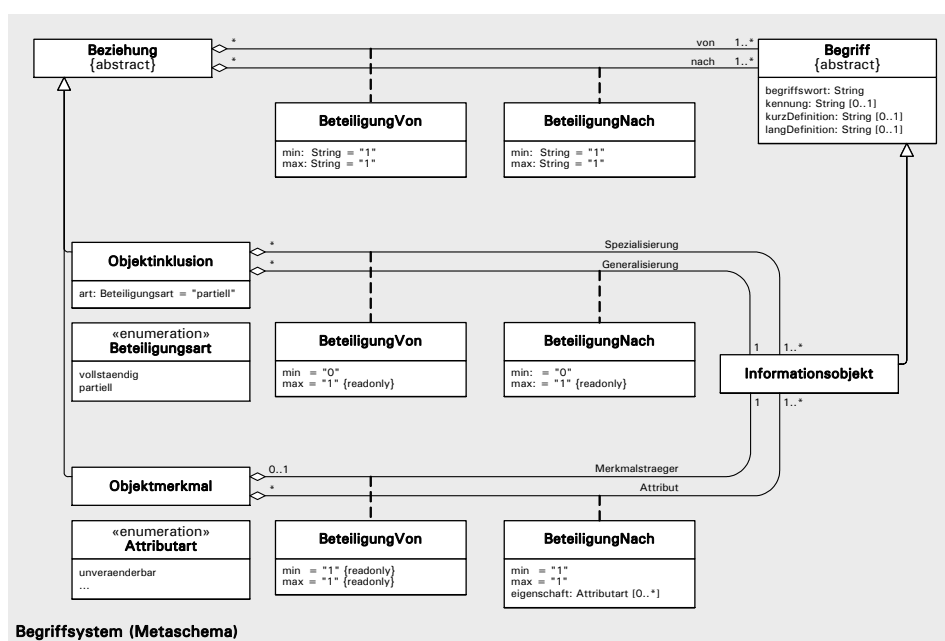 Beziehung
{abstract}
*
*
von 1..*
nach 1..*
Begriff
{abstract}
begriffswort: String
kennung: String [0..1]
kurzDefinition: String [0..1]
langDefinition: String [0..1]
BeteiligungVon
min: String = "1"
max: String = "1"
BeteiligungNach
min: String = "1"
max: String = "1"
Objektinklusion
art: Beteiligungsart = "partiell"
*
*
Spezialisierung
Generalisierung
«enumeration»
Beteiligungsart
vollstaendig
partiell
BeteiligungVon
min = "0"
max = "1" {readonly}
BeteiligungNach
min: = "0"
max: = "1" {readonly}
1 1..*
Informationsobjekt
1 1..*
Objektmerkmal
0..1
*
Merkmalstraeger
Attribut
«enumeration»
Attributart
unveraenderbar
...
BeteiligungVon
min = "1" {readonly}
max = "1" {readonly}
BeteiligungNach
min = "1"
max = "1"
eigenschaft: Attributart [0..*]
Begriffsystem (Metaschema)